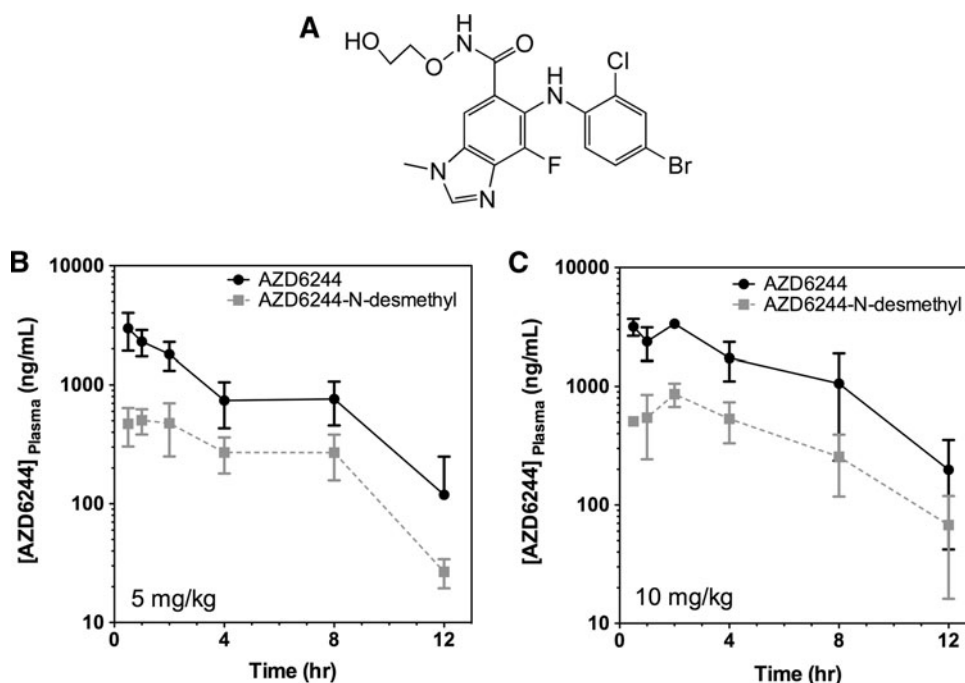 A
HO
H
N
O
O
Cl
H
N
F
Br
N
N
B
10000
1000
100
10
[AZD6244] Plasma (ng/mL)
AZD6244
AZD6244-N-desmethyl
5 mg/kg
0
4
8
12
Time (hr)
C
10000
1000
100
10
[AZD6244] Plasma (ng/mL)
AZD6244
AZD6244-N-desmethyl
10 mg/kg
0
4
8
12
Time (hr)